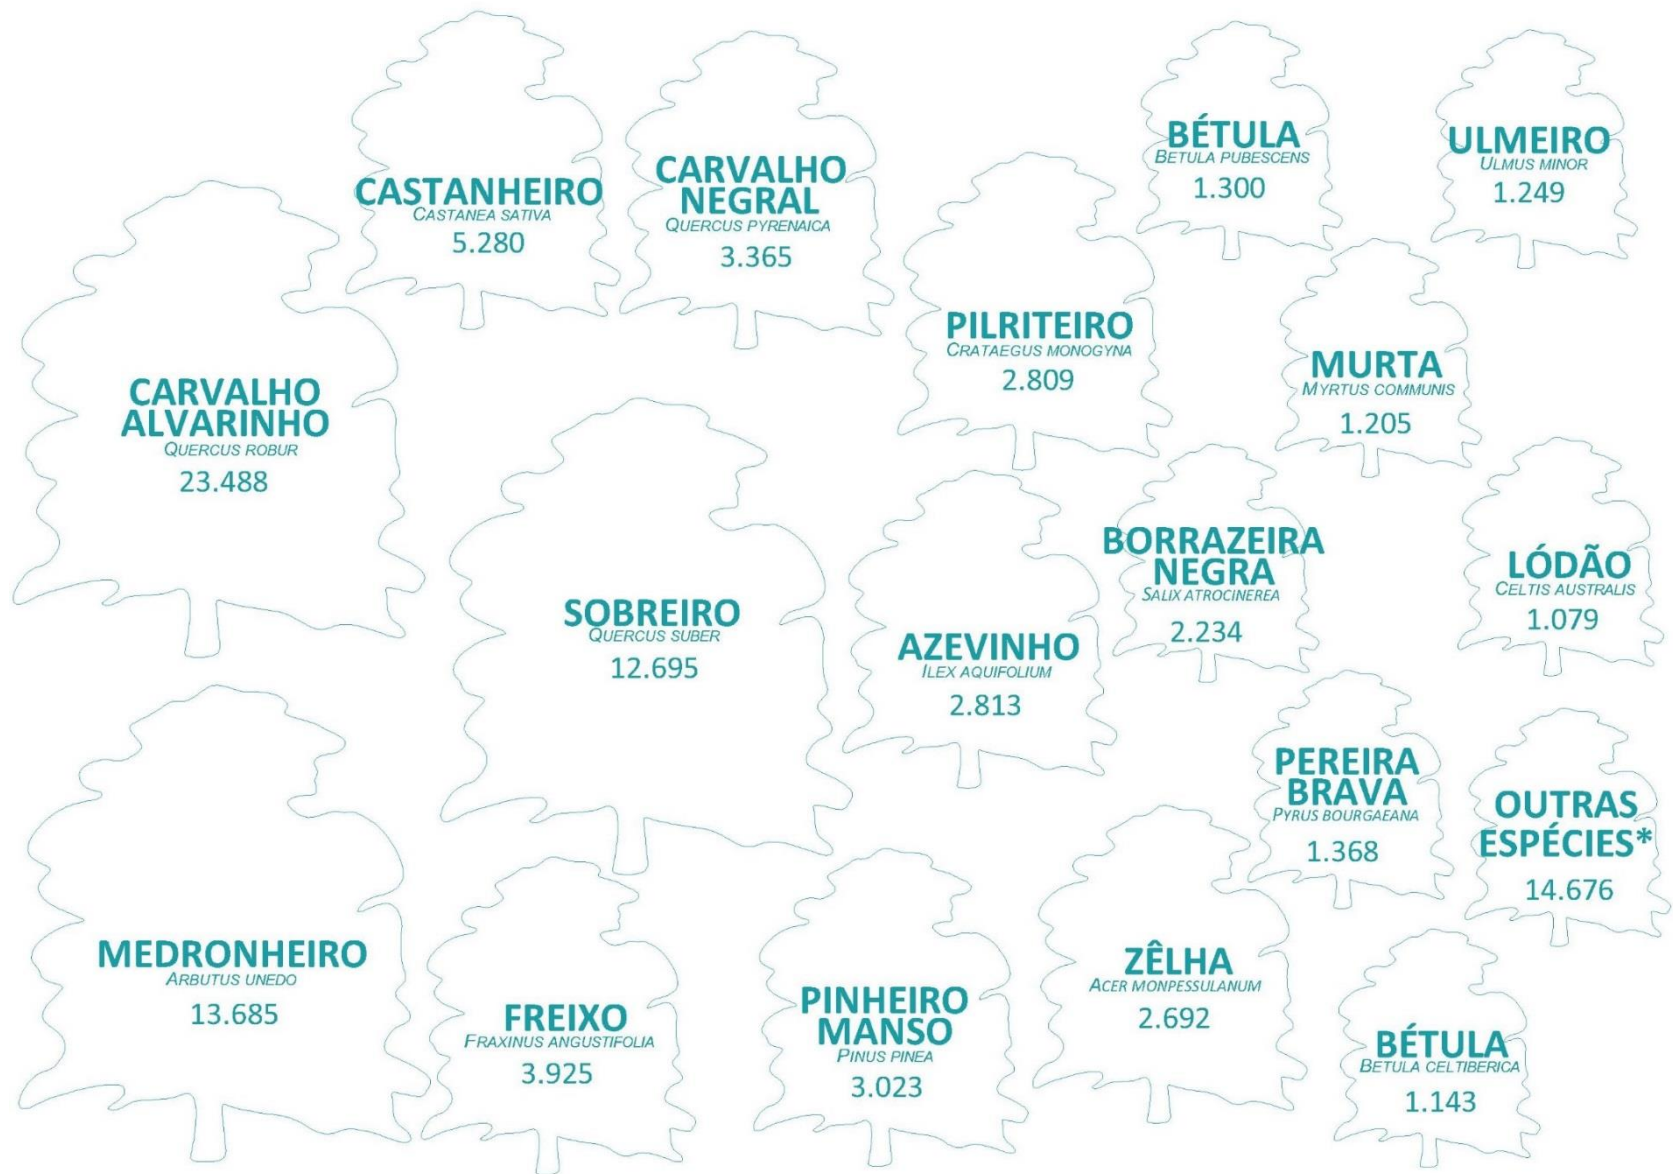 CASTANHEIRO
CASTANEA SATIVA
5.280
CARVALHO
NEGRAL
QUERCUS PYRENAICA
3.365
BÉTULA
BETULA PUBESCENS
1.300
ULMEIRO
ULMUS MINOR
1.249
CARVALHO
ALVARINHO
QUERCUS ROBUR
23.488
PILRITEIRO
CRATAEGUS MONOGYNA
2.809
MURTA
MYRTUS COMMUNIS
1.205
SOBREIRO
QUERCUS SUBER
12.695
AZEVINHO
ILEX AQUIFOLIUM
2.813
BORRAZEIRA
NEGRA
SALIX ATROCINEREA
2.234
LÓDÃO
CELTIS AUSTRALIS
1.079
PEREIRA
BRAVA
PYRUS BOURGAEANA
1.368
OUTRAS
ESPÉCIES*
14.676
MEDRONHEIRO
ARBUTUS UNEDO
13.685
FREIXO
FRAXINUS ANGUSTIFOLIA
3.925
PINHEIRO
MANSO
PINUS PINEA
3.023
ZÊLHA
ACER MONPESSULANUM
2.692
BÉTULA
BETULA CELTIBERICA
1.143